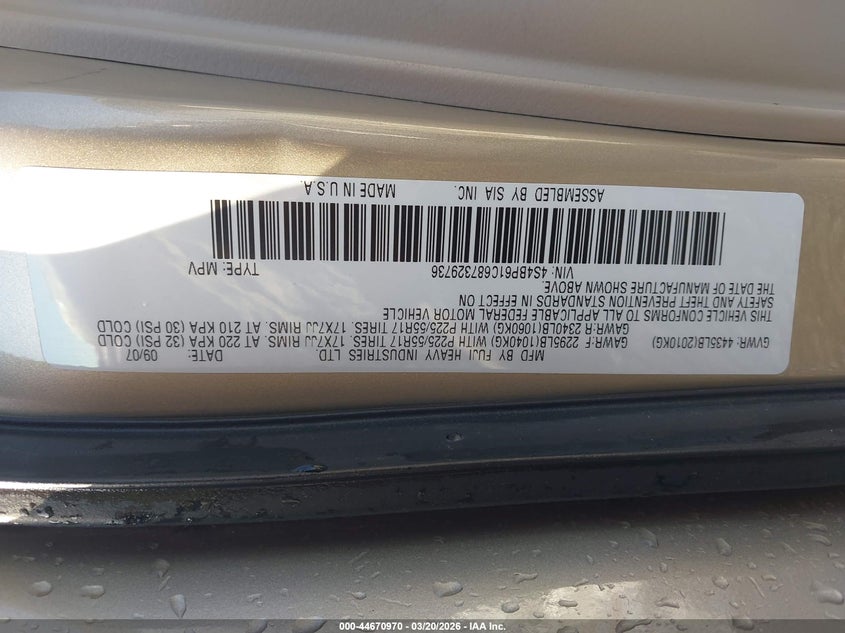 MFD BY FUJI HEAVY INDUSTRIES LTD. DATE: 09/07
GVWR: 4435LB(2010KG) GAWR-F: 2295LB(1040KG) WITH P225/55R17 TIRES. 17X7JJ RIMS. AT 220 KPA (32 PSI) COLD
GAWR-R: 2340LB(1060KG) WITH P225/55R17 TIRES. 17X7JJ RIMS. AT 210 KPA (30 PSI) COLD
THIS VEHICLE CONFORMS TO ALL APPLICABLE FEDERAL MOTOR VEHICLE
SAFETY AND THEFT PREVENTION STANDARDS IN EFFECT ON
THE DATE OF MANUFACTURE SHOWN ABOVE.
VIN: 4S4BP61C687329736 TYPE: MPV
ASSEMBLED BY SIA INC. MADE IN U.S.A.
000-44670970 | 03/20/2026 - IAA Inc.